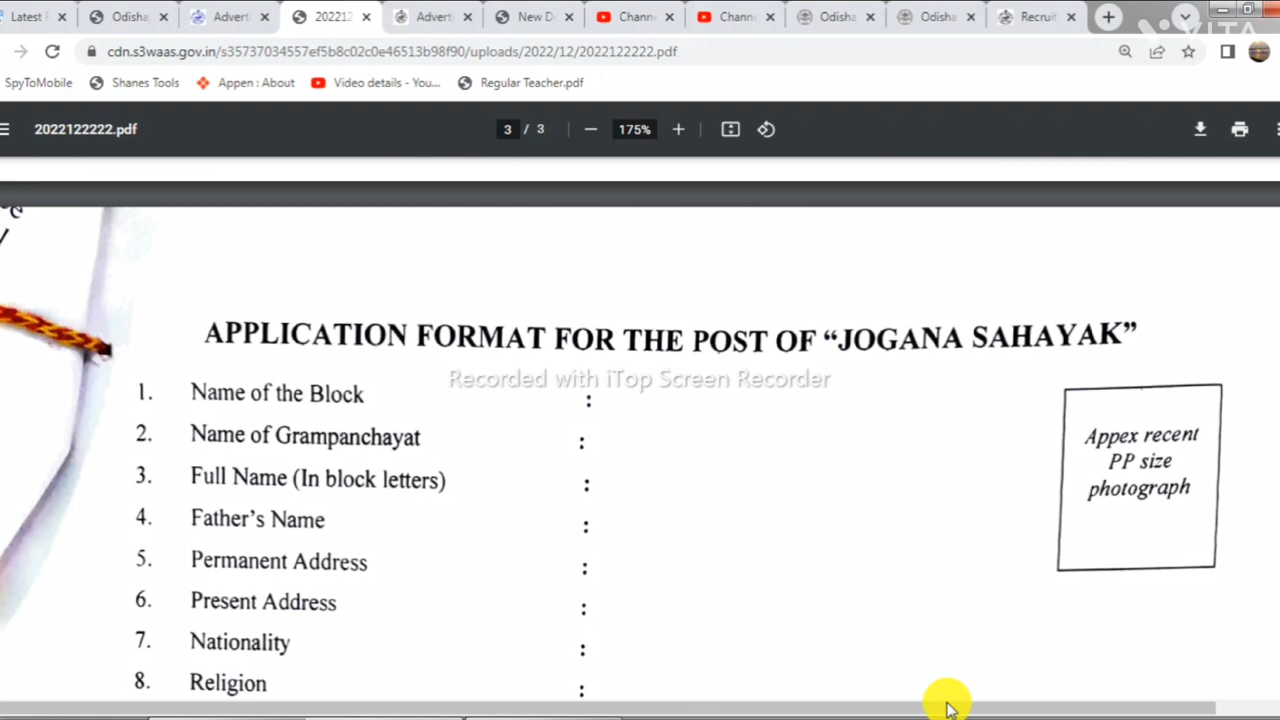 Latest
Odisha
Advert
20221
Advert
New D
Chann
Chann
Odisha
Odisha
Recruit
VITA
cdn.s3waas.gov.in/s35737034557ef5b8c02c0e46513b98f90/uploads/2022/12/2022122222.pdf
SpyToMobile
Shanes Tools
Appen : About
Video details - You...
Regular Teacher.pdf
2022122222.pdf
3 / 3
175%
APPLICATION FORMAT FOR THE POST OF “JOGANA SAHAYAK”
Recorded with iTop Screen Recorder
1. Name of the Block :
2. Name of Grampanchayat :
3. Full Name (In block letters) :
4. Father’s Name :
5. Permanent Address :
6. Present Address :
7. Nationality :
8. Religion :
Appex recent
PP size
photograph